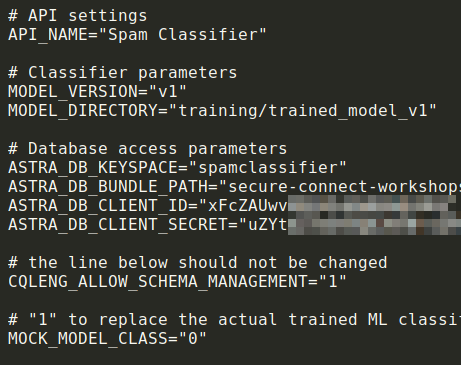 # API settings
API_NAME="Spam Classifier"
# Classifier parameters
MODEL_VERSION="v1"
MODEL_DIRECTORY="training/trained_model_v1"
# Database access parameters
ASTRA_DB_KEYSPACE="spamclassifier"
ASTRA_DB_BUNDLE_PATH="secure-connect-workshops
ASTRA_DB_CLIENT_ID="xFcZAUwv
ASTRA_DB_CLIENT_SECRET="uZYt
# the line below should not be changed
CQLENG_ALLOW_SCHEMA_MANAGEMENT="1"
# "1" to replace the actual trained ML classif
MOCK_MODEL_CLASS="0"